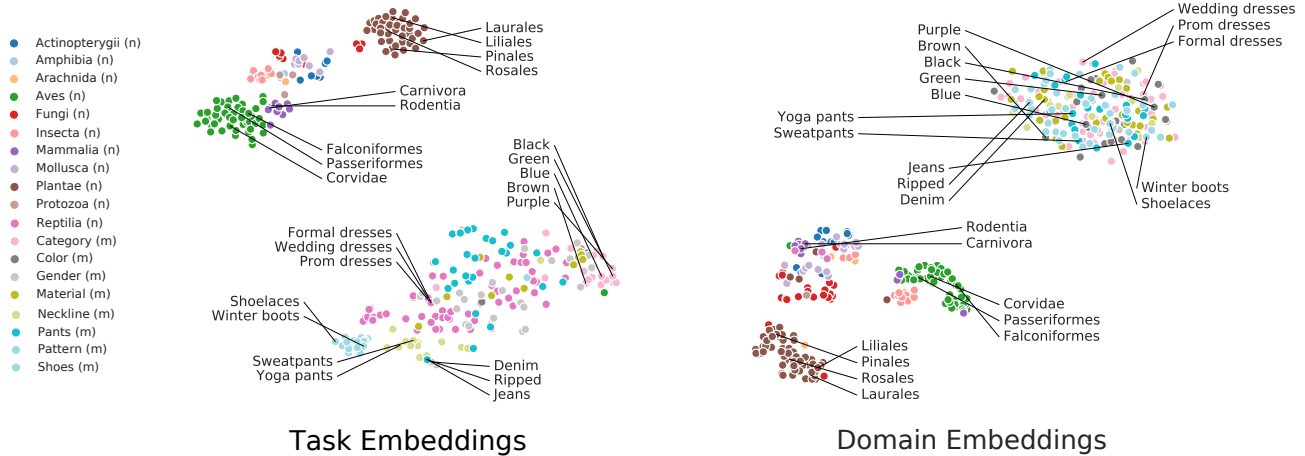 Actinopterygii (n)
Amphibia (n)
Arachnida (n)
Aves (n)
Fungi (n)
Insecta (n)
Mammalia (n)
Mollusca (n)
Plantae (n)
Protozoa (n)
Reptilia (n)
Category (m)
Color (m)
Gender (m)
Material (m)
Neckline (m)
Pants (m)
Pattern (m)
Shoes (m)
Laurales
Liliales
Pinales
Rosales
Carnivora
Rodentia
Falconiformes
Passeriformes
Corvidae
Black
Green
Blue
Brown
Purple
Formal dresses
Wedding dresses
Prom dresses
Shoelaces
Winter boots
Sweatpants
Yoga pants
Denim
Ripped
Jeans
Task Embeddings
Wedding dresses
Prom dresses
Formal dresses
Purple
Brown
Black
Green
Blue
Yoga pants
Sweatpants
Jeans
Ripped
Denim
Winter boots
Shoelaces
Rodentia
Carnivora
Corvidae
Passeriformes
Falconiformes
Liliales
Pinales
Rosales
Laurales
Domain Embeddings